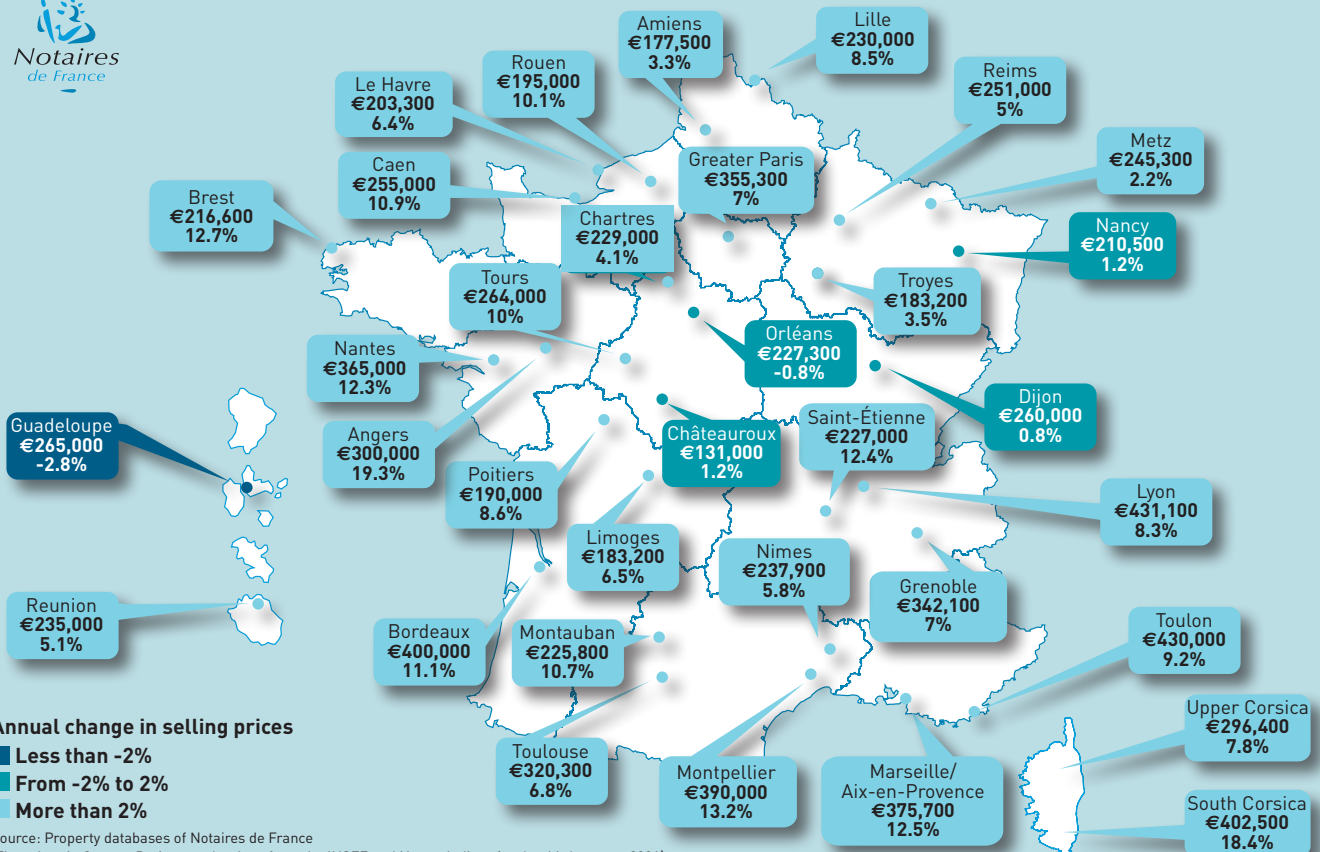 Notaires
de France
Amiens
€177,500
3.3%
Lille
€230,000
8.5%
Rouen
€195,000
10.1%
Reims
€251,000
5%
Le Havre
€203,300
6.4%
Metz
€245,300
2.2%
Greater Paris
€355,300
7%
Caen
€255,000
10.9%
Brest
€216,600
12.7%
Chartres
€229,000
4.1%
Nancy
€210,500
1.2%
Tours
€264,000
10%
Troyes
€183,200
3.5%
Orléans
€227,300
-0.8%
Nantes
€365,000
12.3%
Dijon
€260,000
0.8%
Guadeloupe
€265,000
-2.8%
Angers
€300,000
19.3%
Châteauroux
€131,000
1.2%
Saint-Étienne
€227,000
12.4%
Poitiers
€190,000
8.6%
Lyon
€431,100
8.3%
Limoges
€183,200
6.5%
Nimes
€237,900
5.8%
Grenoble
€342,100
7%
Reunion
€235,000
5.1%
Bordeaux
€400,000
11.1%
Montauban
€225,800
10.7%
Toulon
€430,000
9.2%
Upper Corsica
€296,400
7.8%
Toulouse
€320,300
6.8%
Montpellier
€390,000
13.2%
Marseille/
Aix-en-Provence
€375,700
12.5%
South Corsica
€402,500
18.4%
Annual change in selling prices
Less than -2%
From -2% to 2%
More than 2%
ource: Property databases of Notaires de France